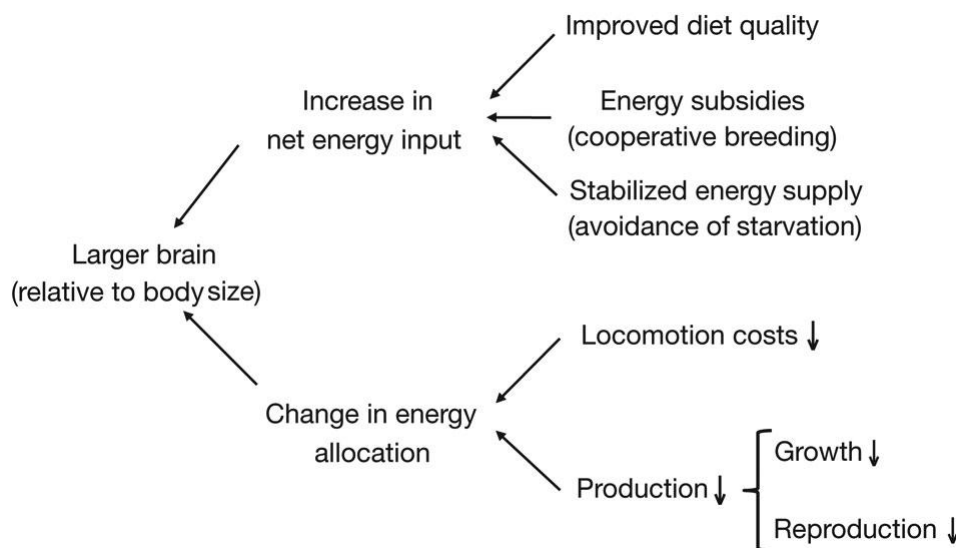 Improved diet quality
Increase in
net energy input
Energy subsidies
(cooperative breeding)
Stabilized energy supply
(avoidance of starvation)
Larger brain
(relative to body size)
Locomotion costs ↓
Change in energy
allocation
Production ↓
Growth ↓
Reproduction ↓